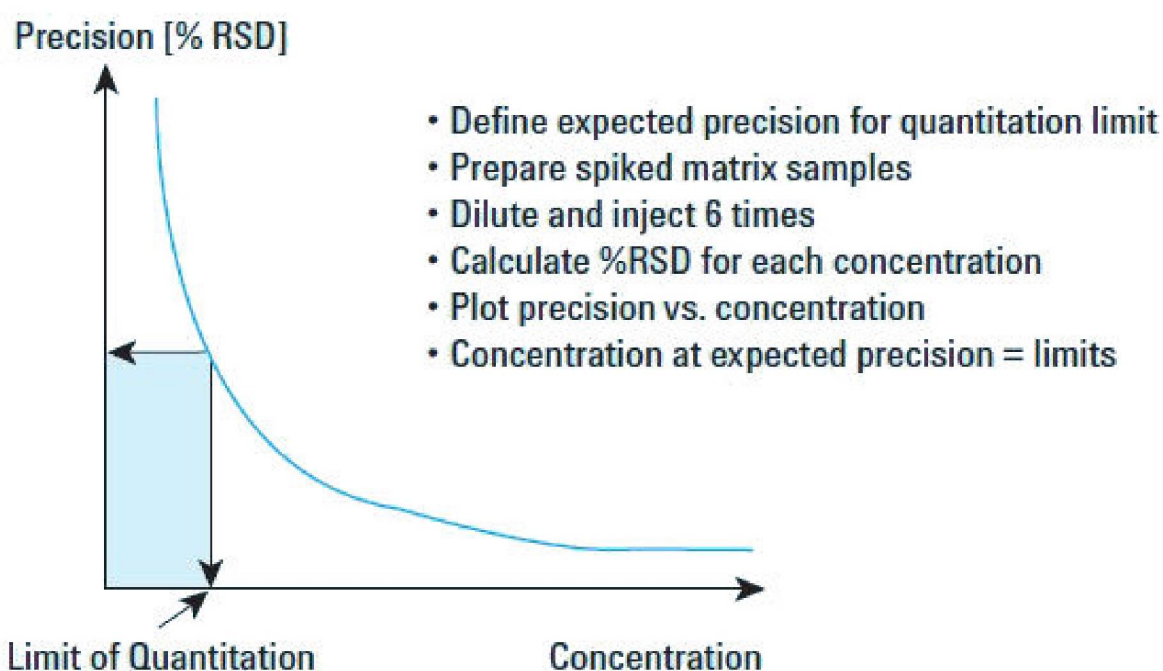 Precision [% RSD]
• Define expected precision for quantitation limit
• Prepare spiked matrix samples
• Dilute and inject 6 times
• Calculate %RSD for each concentration
• Plot precision vs. concentration
• Concentration at expected precision = limits
Limit of Quantitation
Concentration